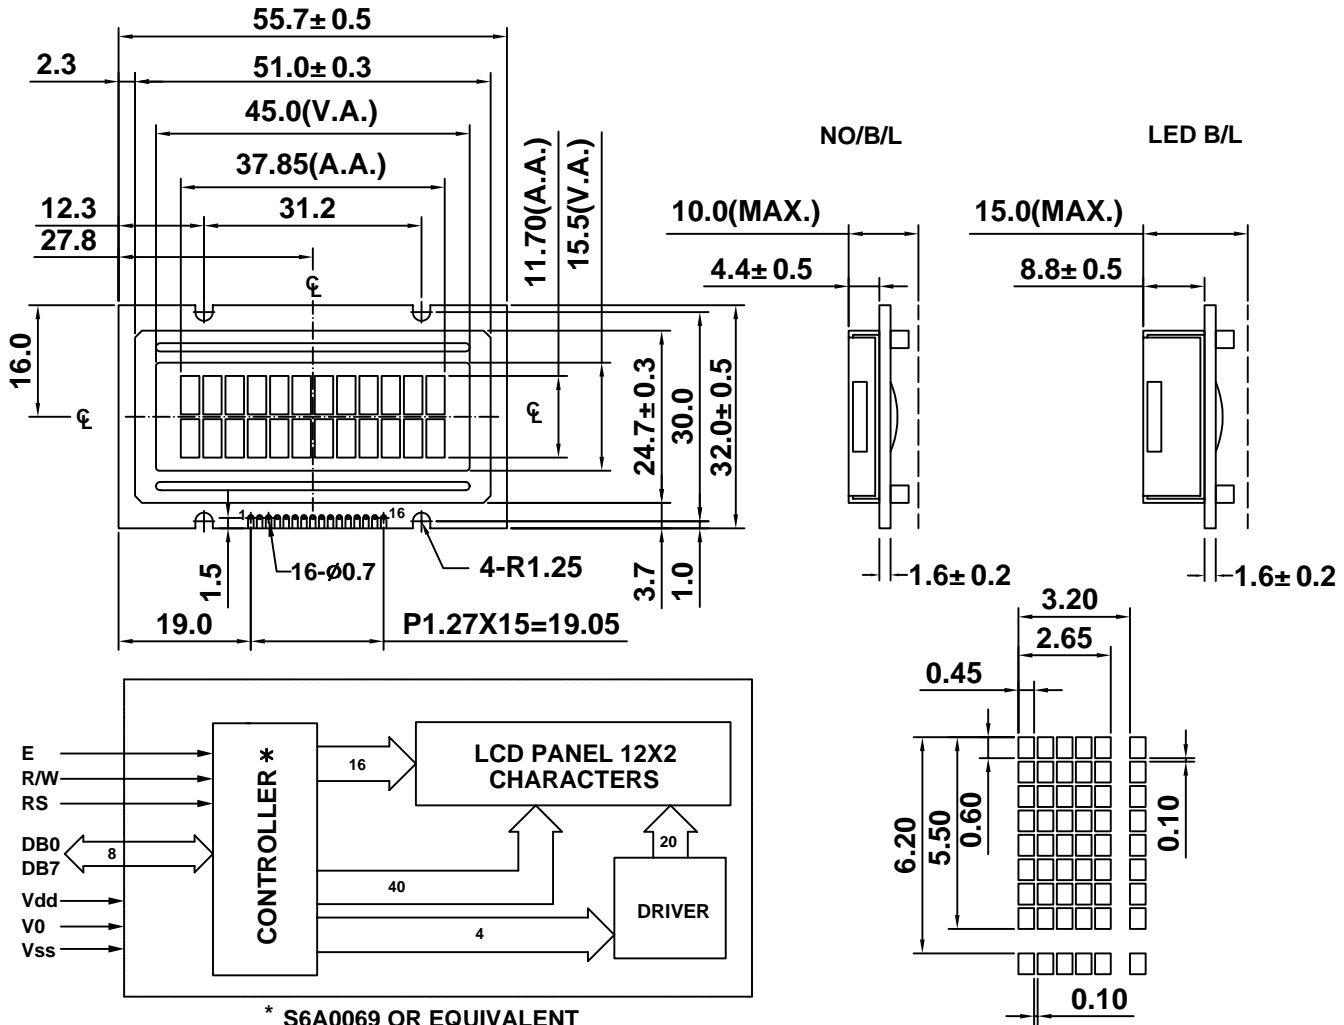 55.7± 0.5
2.3
51.0± 0.3
45.0(V.A.)
37.85(A.A.)
12.3
31.2
27.8
11.70(A.A.)
15.5(V.A.)
℄
16.0
℄
℄
24.7± 0.3
30.0
32.0± 0.5
1
16
1.5
16-ø0.7
4-R1.25
3.7
1.0
19.0
P1.27X15=19.05
NO/B/L
10.0(MAX.)
4.4± 0.5
1.6± 0.2
LED B/L
15.0(MAX.)
8.8± 0.5
1.6± 0.2
3.20
2.65
0.45
6.20
5.50
0.60
0.10
0.10
E
R/W
RS
DB0
DB7
Vdd
V0
Vss
8
CONTROLLER *
16
LCD PANEL 12X2
CHARACTERS
20
40
4
DRIVER
* S6A0069 OR EQUIVALENT